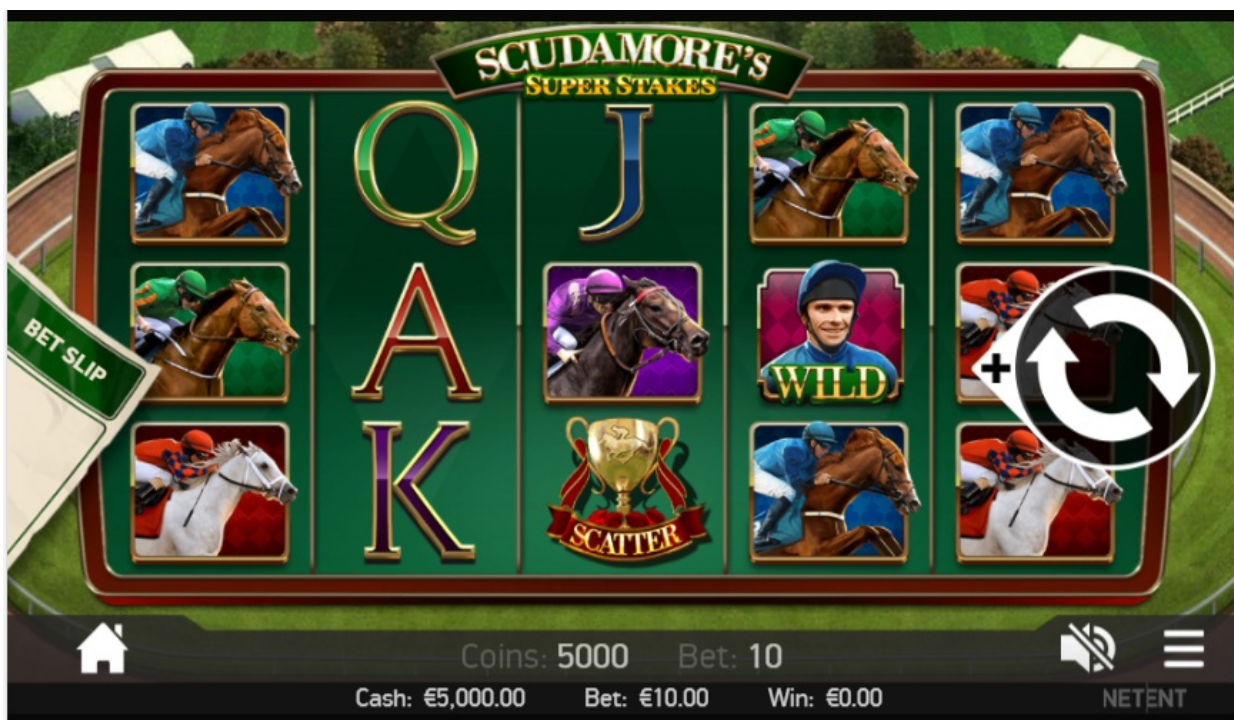 SCUDAMORE'S
SUPER STAKES
Q
J
A
WILD
BET SLIP
+
K
SCATTER
Coins: 5000 Bet: 10
Cash: €5,000.00 Bet: €10.00 Win: €0.00 NETENT